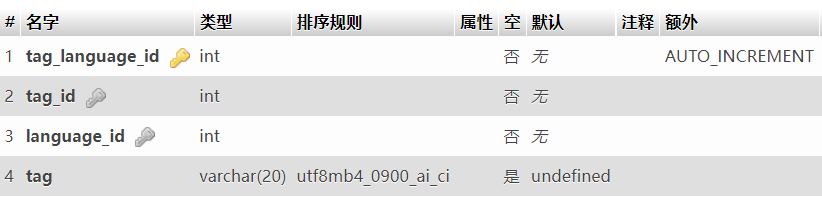 # 名字 类型 排序规则 属性 空 默认 注释 额外
1 tag_language_id int 否 无 AUTO_INCREMENT
2 tag_id int 否 无
3 language_id int 否 无
4 tag varchar(20) utf8mb4_0900_ai_ci 是 undefined